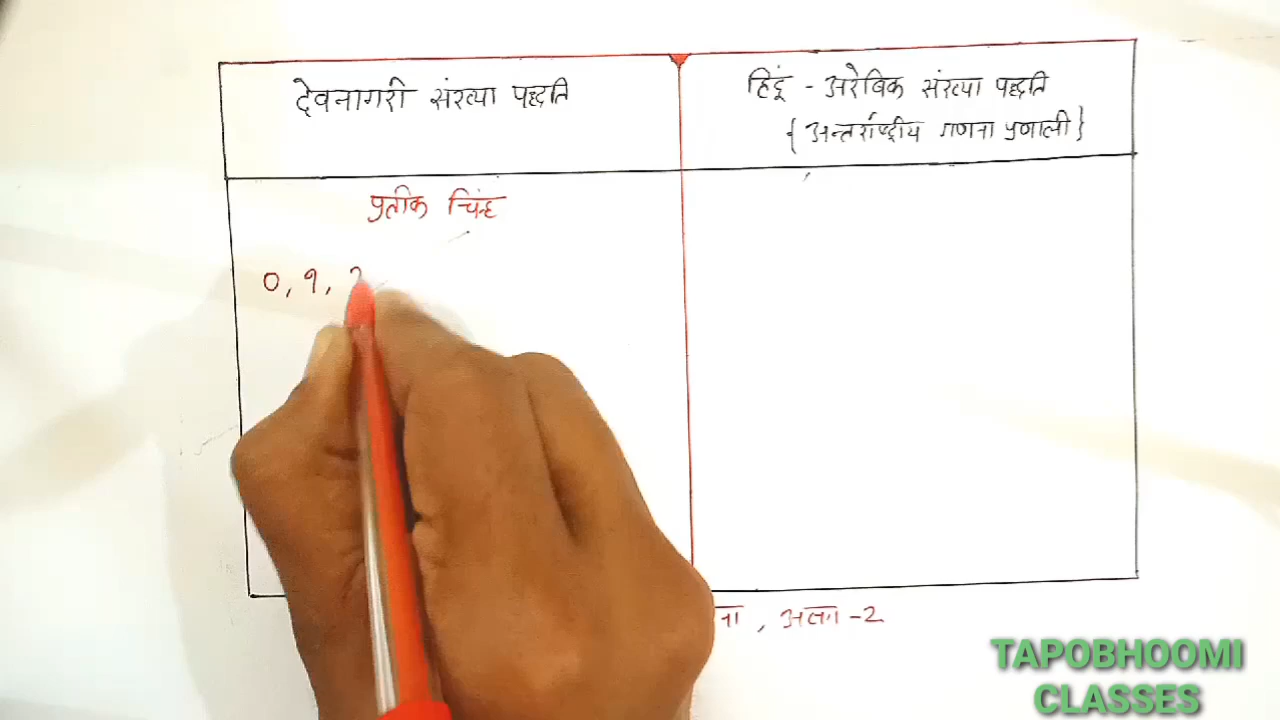 देवनागरी संख्या पद्धति
हिंदू - अरेबिक संख्या पद्धति
{अन्तर्राष्ट्रीय गणना प्रणाली}
प्रतीक चिन्ह
०, १,
, अलग -2
TAPOBHOOMI
CLASSES